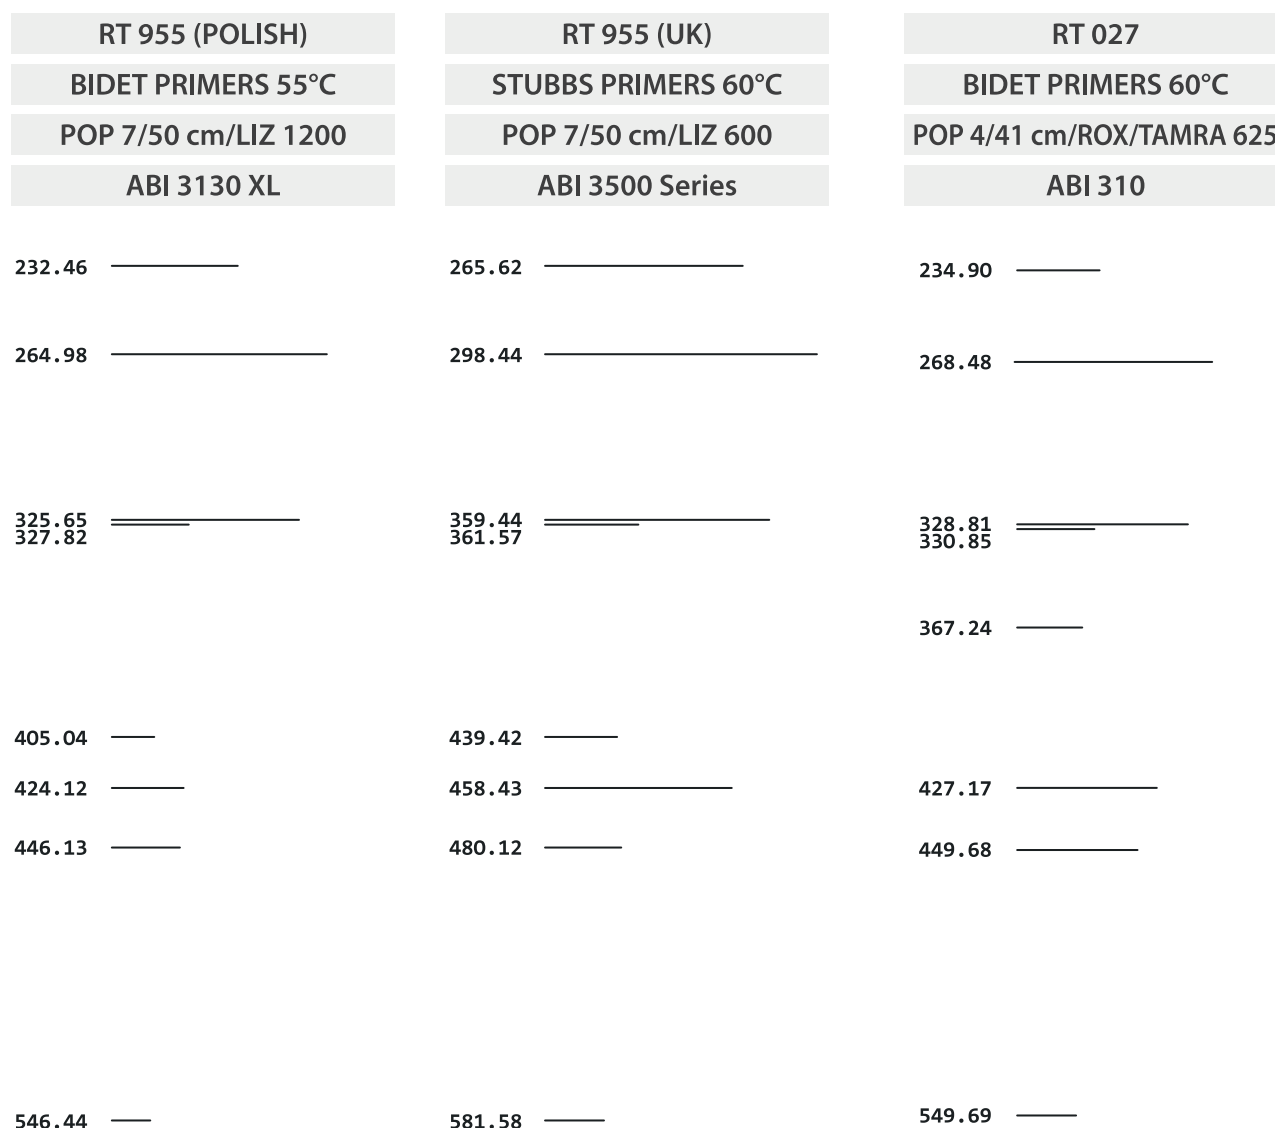 RT 955 (POLISH)
BIDET PRIMERS 55°C
POP 7/50 cm/LIZ 1200
ABI 3130 XL
232.46
264.98
325.65
327.82
405.04
424.12
446.13
546.44
RT 955 (UK)
STUBBS PRIMERS 60°C
POP 7/50 cm/LIZ 600
ABI 3500 Series
265.62
298.44
359.44
361.57
439.42
458.43
480.12
581.58
RT 027
BIDET PRIMERS 60°C
POP 4/41 cm/ROX/TAMRA 625
ABI 310
234.90
268.48
328.81
330.85
367.24
427.17
449.68
549.69